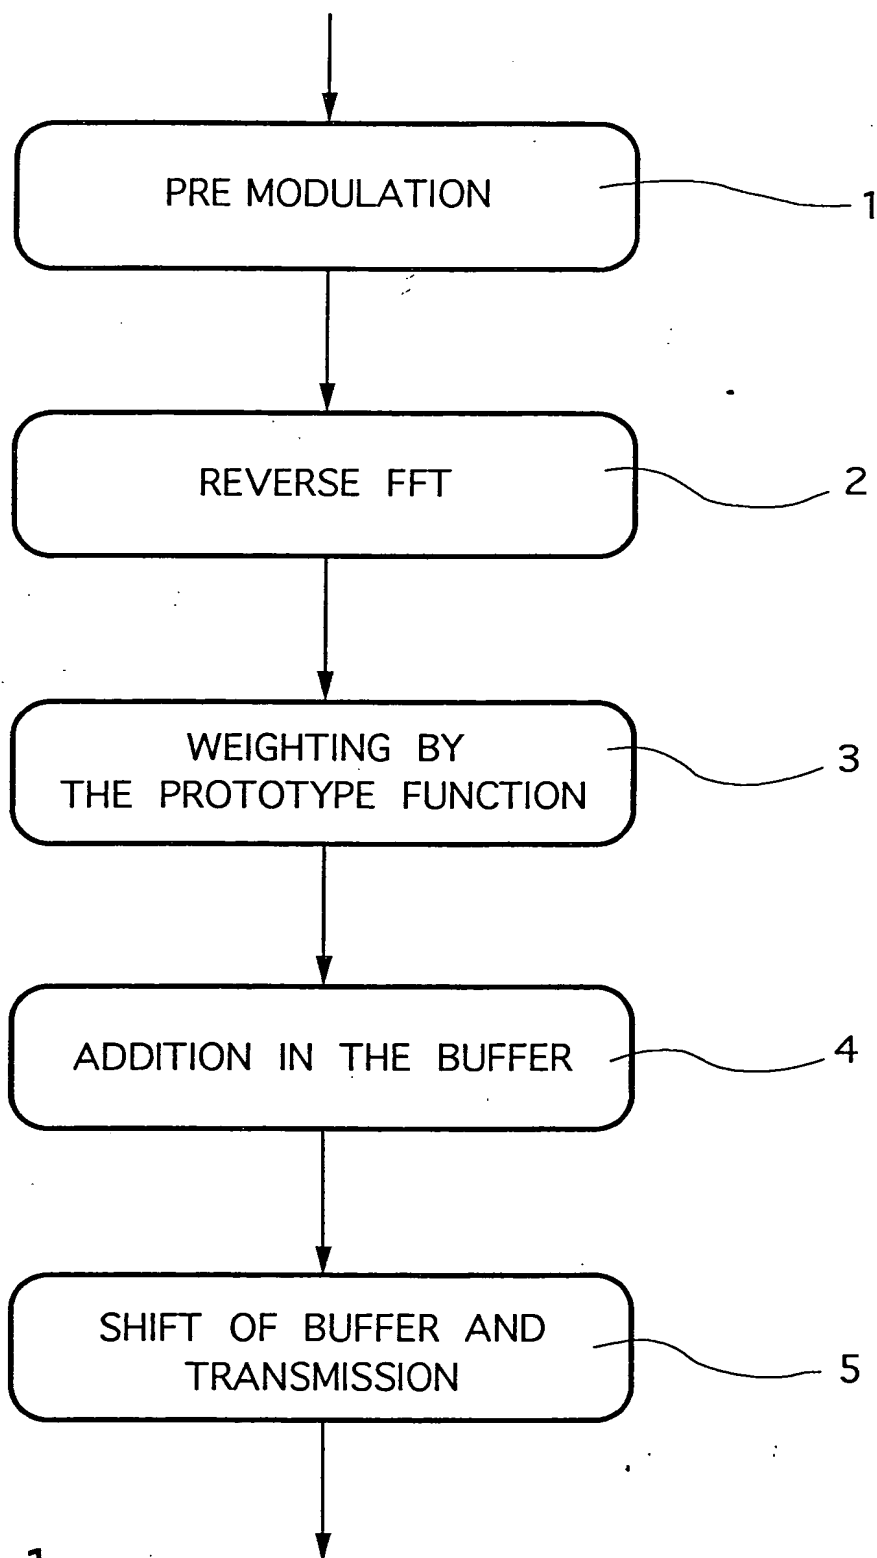 PRE MODULATION
1
REVERSE FFT
2
WEIGHTING BY
THE PROTOTYPE FUNCTION
3
ADDITION IN THE BUFFER
4
SHIFT OF BUFFER AND
TRANSMISSION
5